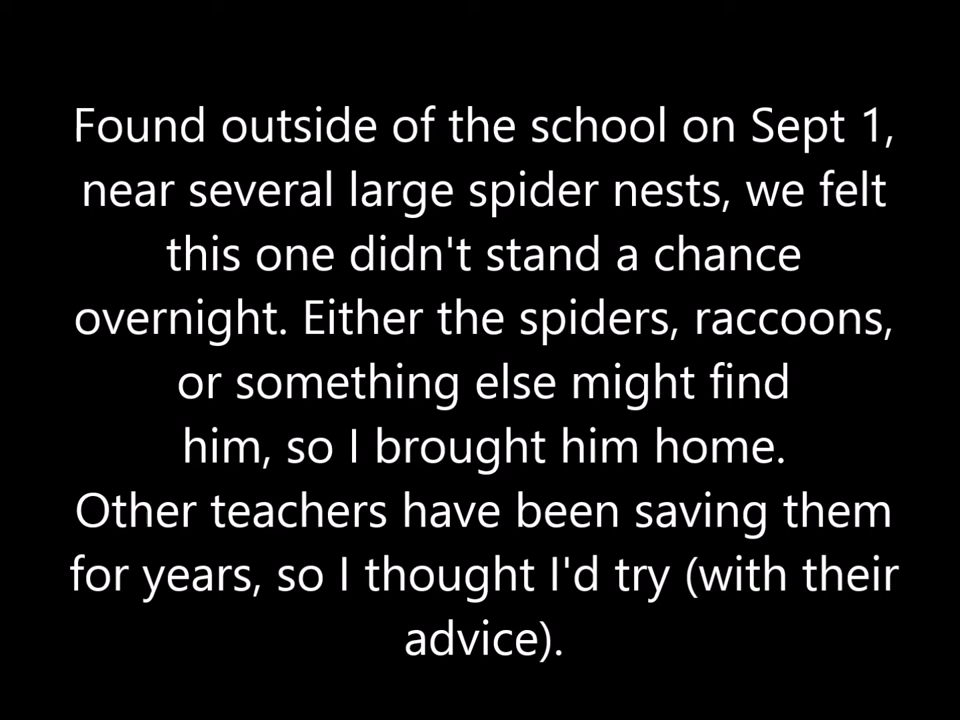 Found outside of the school on Sept 1,
near several large spider nests, we felt
this one didn't stand a chance
overnight. Either the spiders, raccoons,
or something else might find
him, so I brought him home.
Other teachers have been saving them
for years, so I thought I'd try (with their
advice).